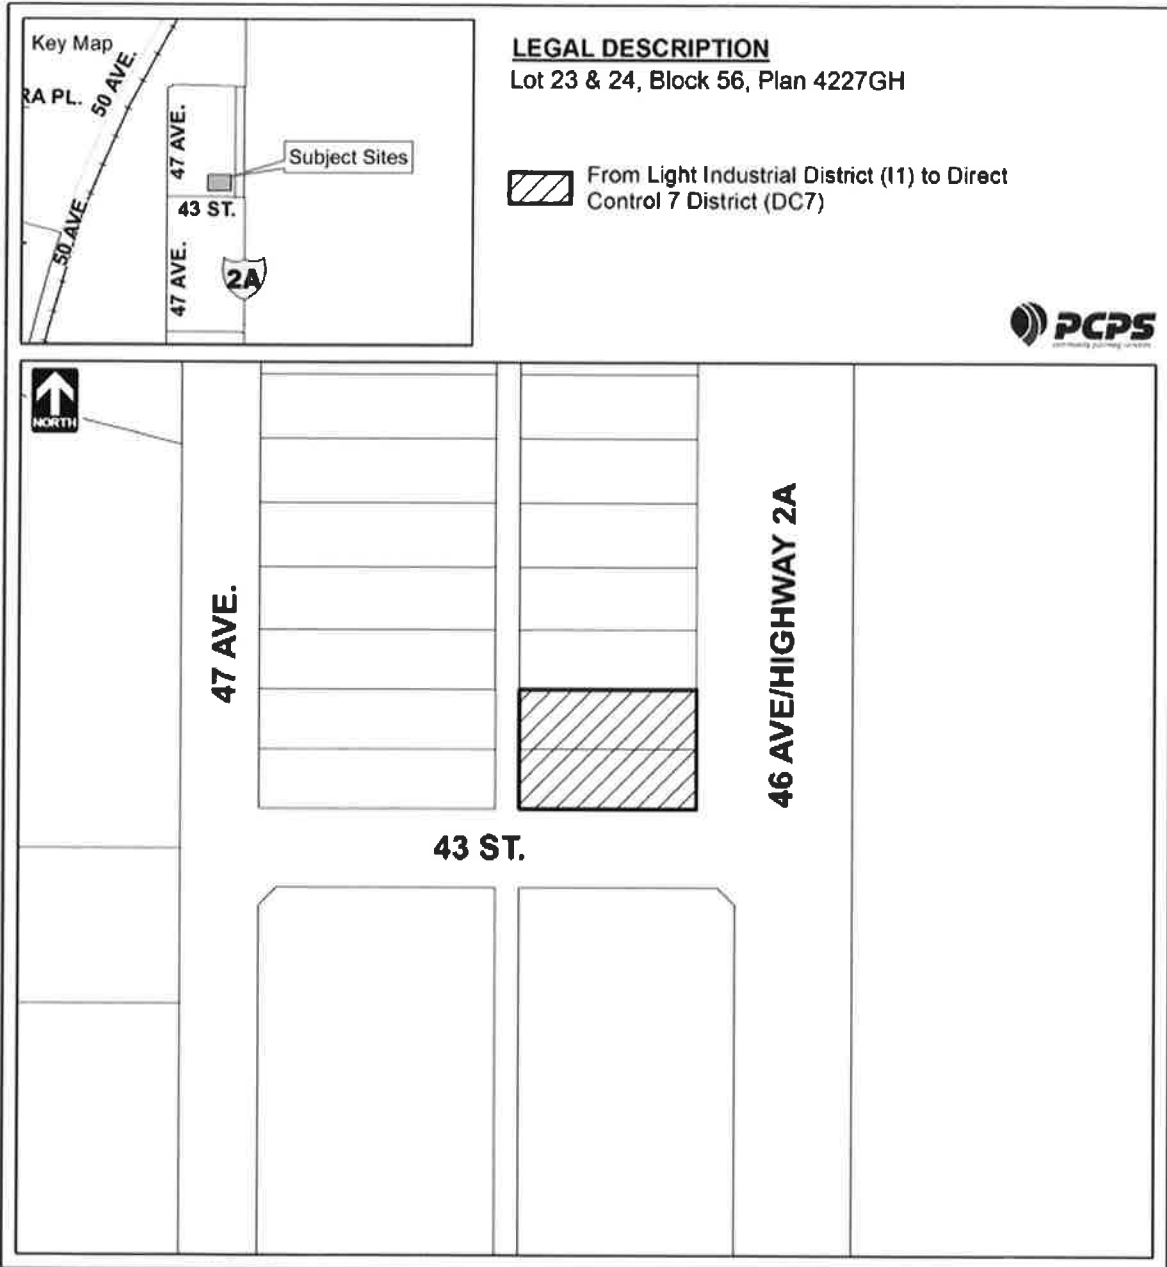 Key Map
RA PL.
50 AVE.
47 AVE.
Subject Sites
43 ST.
50 AVE.
47 AVE.
2A
LEGAL DESCRIPTION
Lot 23 & 24, Block 56, Plan 4227GH
From Light Industrial District (I1) to Direct
Control 7 District (DC7)
PCPS
NORTH
47 AVE.
46 AVE/HIGHWAY 2A
43 ST.